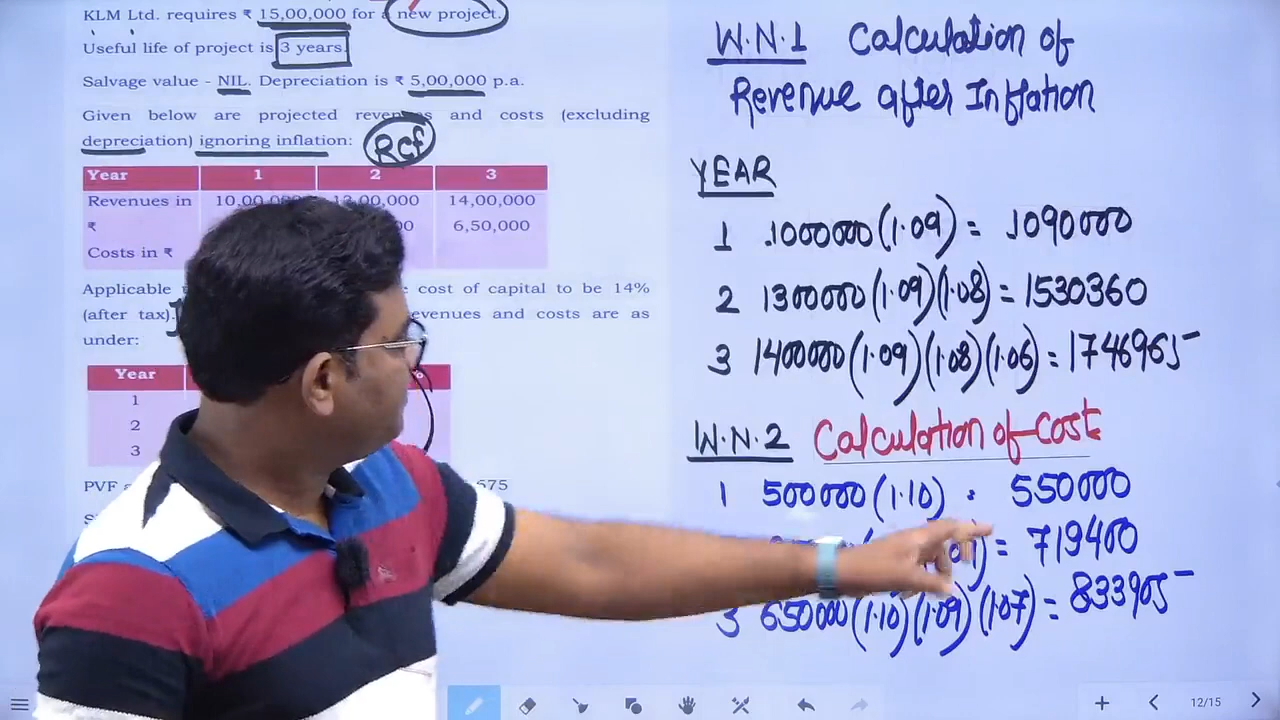 KLM Ltd. requires ₹ 15,00,000 for a new project.
Useful life of project is 3 years.
Salvage value - NIL. Depreciation is ₹ 5,00,000 p.a.
Given below are projected revenues and costs (excluding
depreciation) ignoring inflation: RCF
Year 1 2 3
Revenues in 10,00,000 13,00,000 14,00,000
₹ 6,50,000
Costs in ₹
Applicable cost of capital to be 14%
(after tax). revenues and costs are as
under:
Year
1
2
3
PVF
W.N.1 Calculation of
Revenue after Inflation
YEAR
1 1000000(1.09) = 1090000
2 1300000(1.09)(1.08) = 1530360
3 1400000(1.09)(1.08)(1.06) = 1746965
W.N.2 Calculation of Cost
1 500000(1.10) = 550000
= 719400
3 650000(1.10)(1.09)(1.07) = 833905
12/15